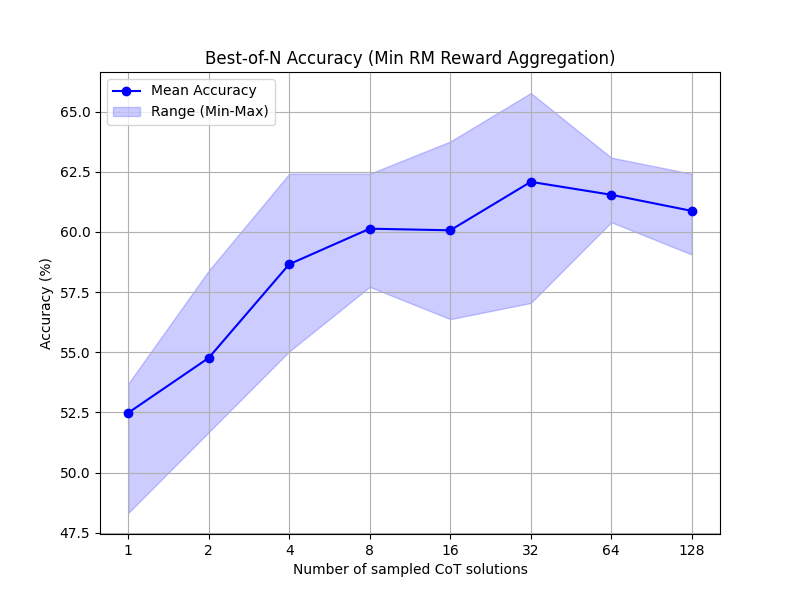 Best-of-N Accuracy (Min RM Reward Aggregation)
Mean Accuracy
Range (Min-Max)
65.0
62.5
60.0
57.5
55.0
52.5
50.0
47.5
Accuracy (%)
1 2 4 8 16 32 64 128
Number of sampled CoT solutions